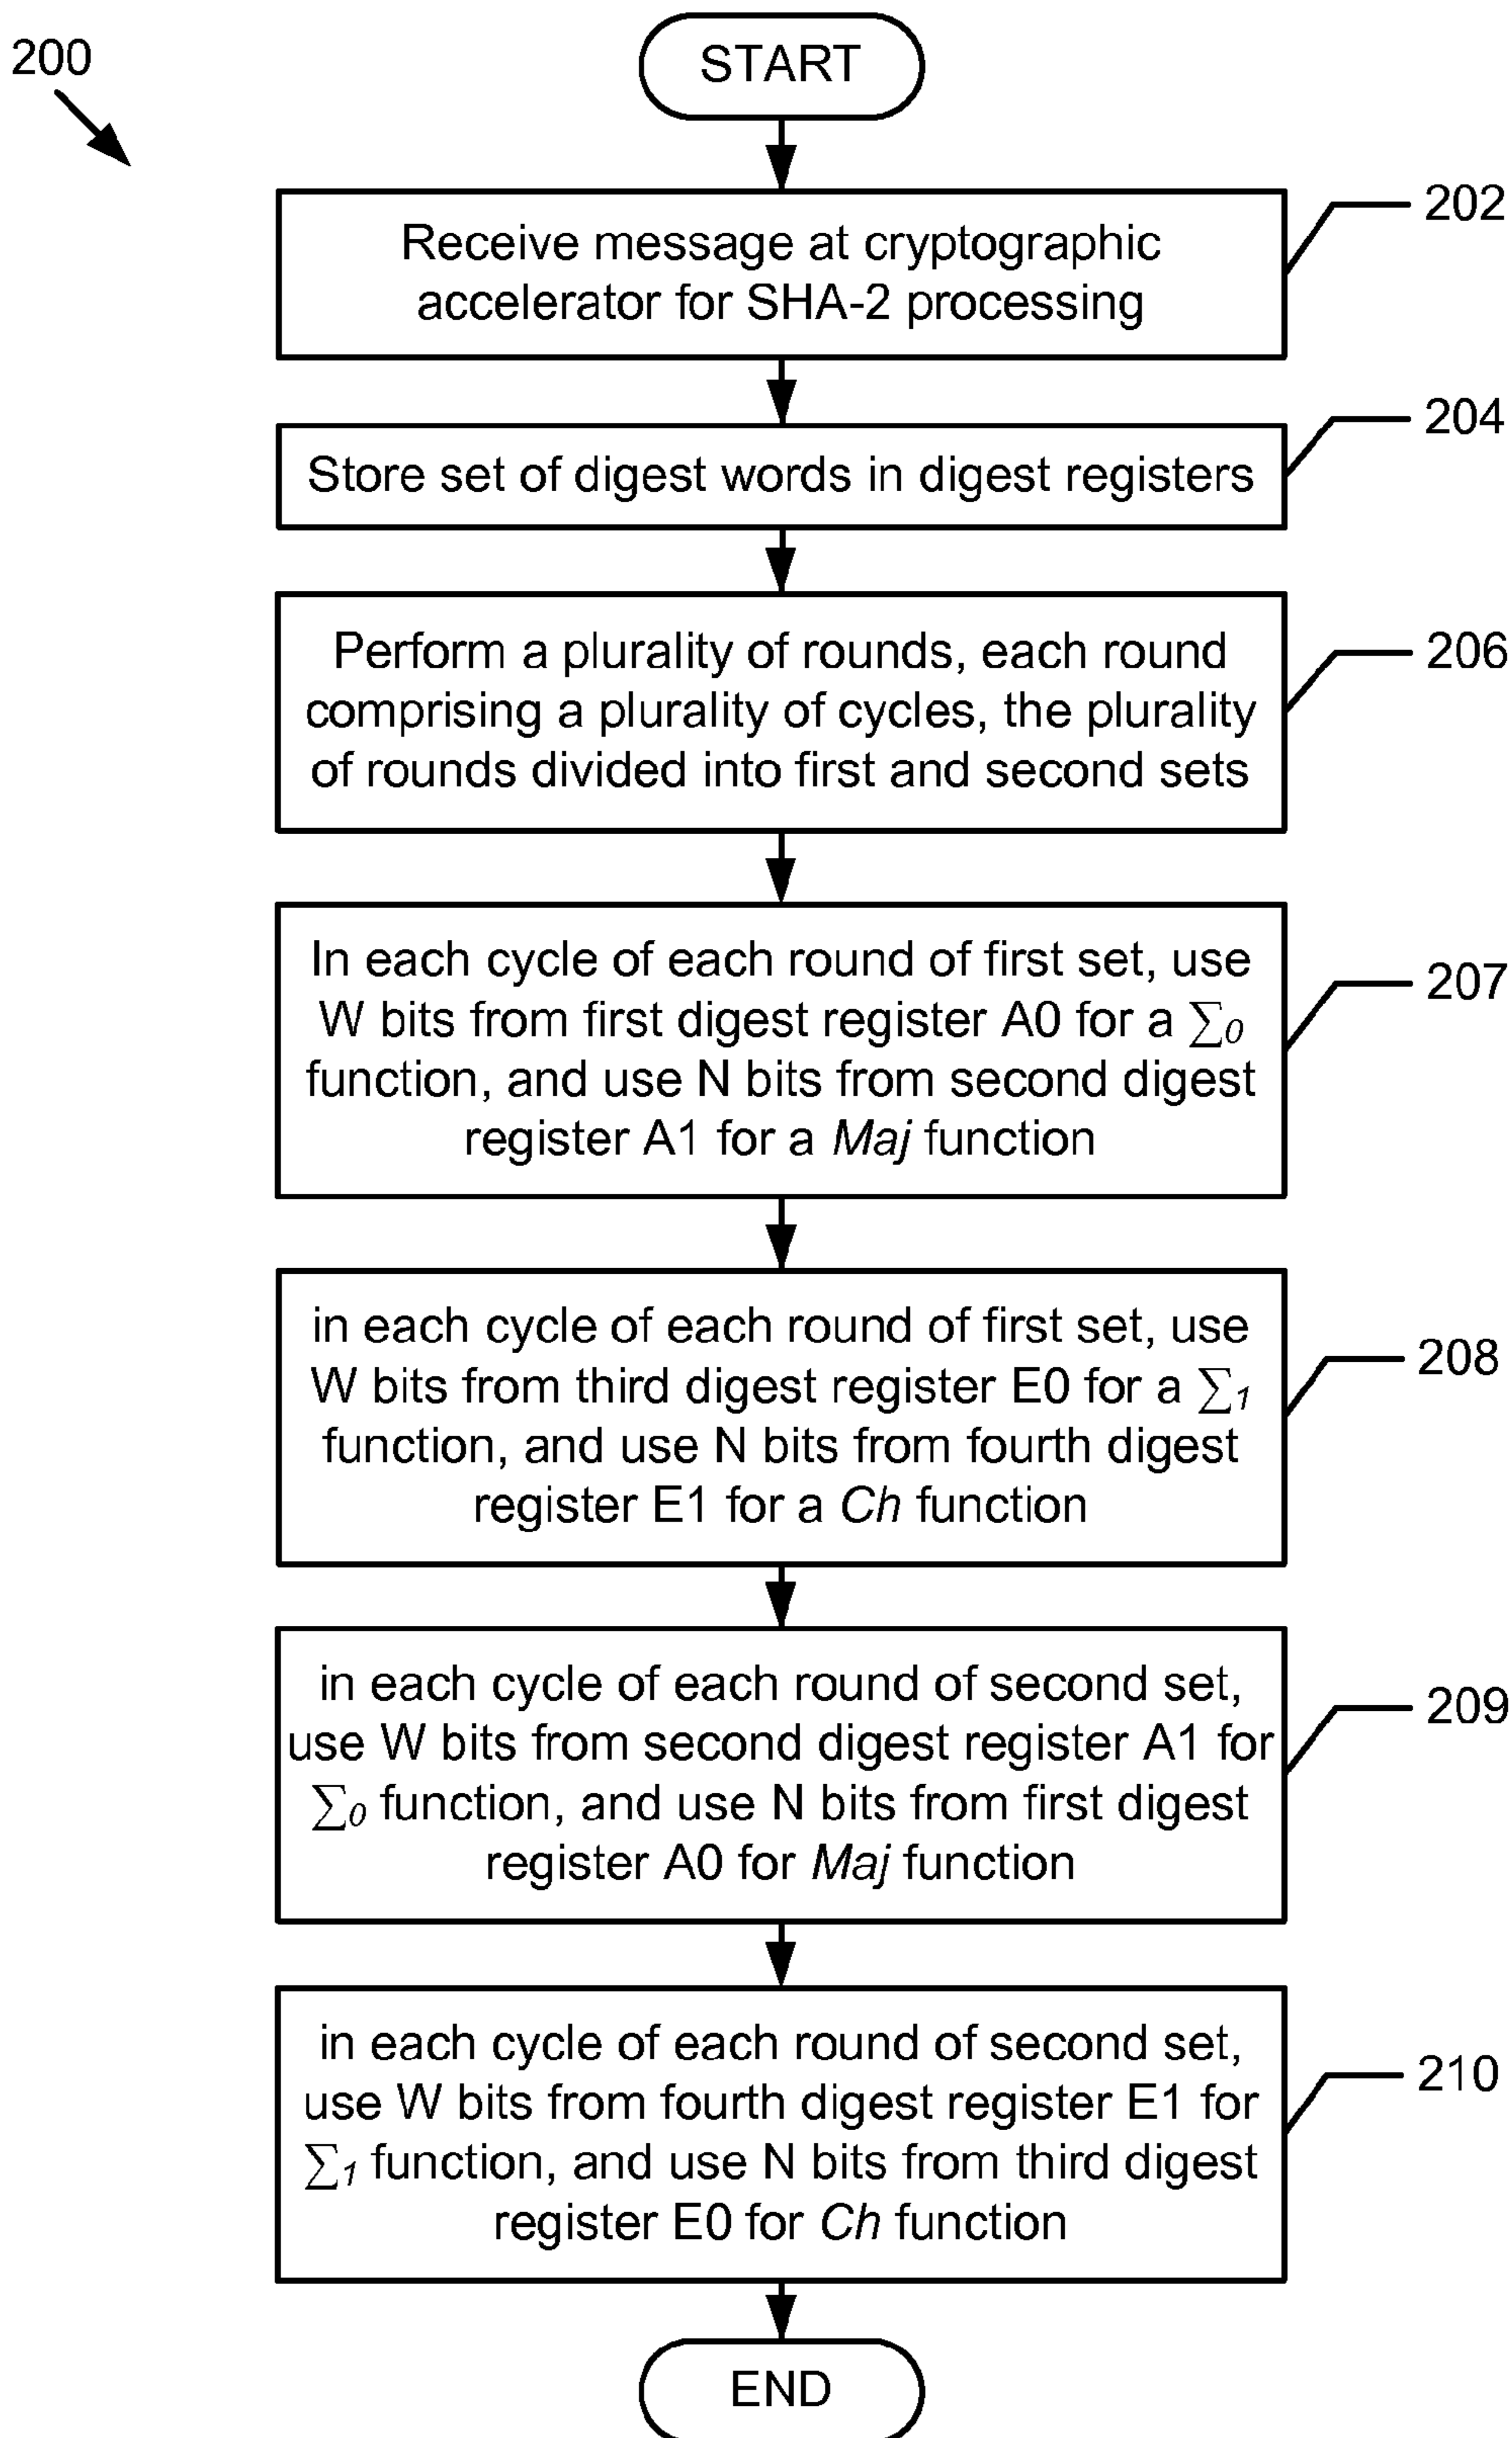 200
START
202
Receive message at cryptographic
accelerator for SHA-2 processing
204
Store set of digest words in digest registers
206
Perform a plurality of rounds, each round
comprising a plurality of cycles, the plurality
of rounds divided into first and second sets
207
In each cycle of each round of first set, use
W bits from first digest register A0 for a ∑0
function, and use N bits from second digest
register A1 for a Maj function
208
in each cycle of each round of first set, use
W bits from third digest register E0 for a ∑1
function, and use N bits from fourth digest
register E1 for a Ch function
209
in each cycle of each round of second set,
use W bits from second digest register A1 for
∑0 function, and use N bits from first digest
register A0 for Maj function
210
in each cycle of each round of second set,
use W bits from fourth digest register E1 for
∑1 function, and use N bits from third digest
register E0 for Ch function
END